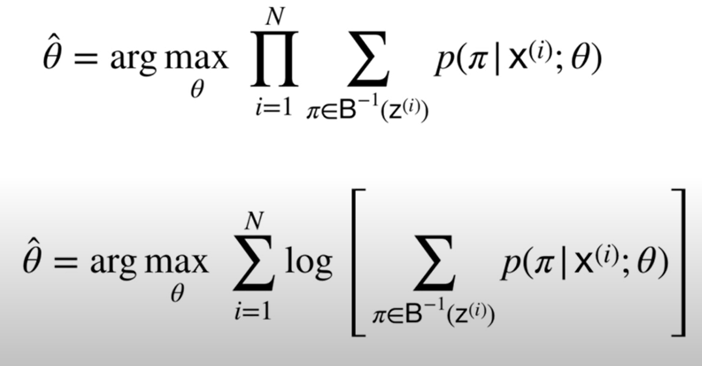 θ̂ = arg max_θ ∏_{i=1}^{N} ∑_{π∈B⁻¹(z⁽ⁱ⁾)} p(π | x⁽ⁱ⁾; θ)
θ̂ = arg max_θ ∑_{i=1}^{N} log [ ∑_{π∈B⁻¹(z⁽ⁱ⁾)} p(π | x⁽ⁱ⁾; θ) ]